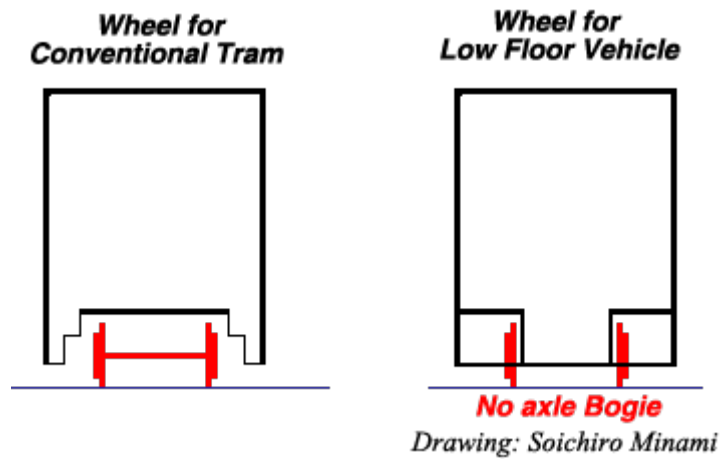 Wheel for
Conventional Tram
Wheel for
Low Floor Vehicle
No axle Bogie
Drawing: Soichiro Minami